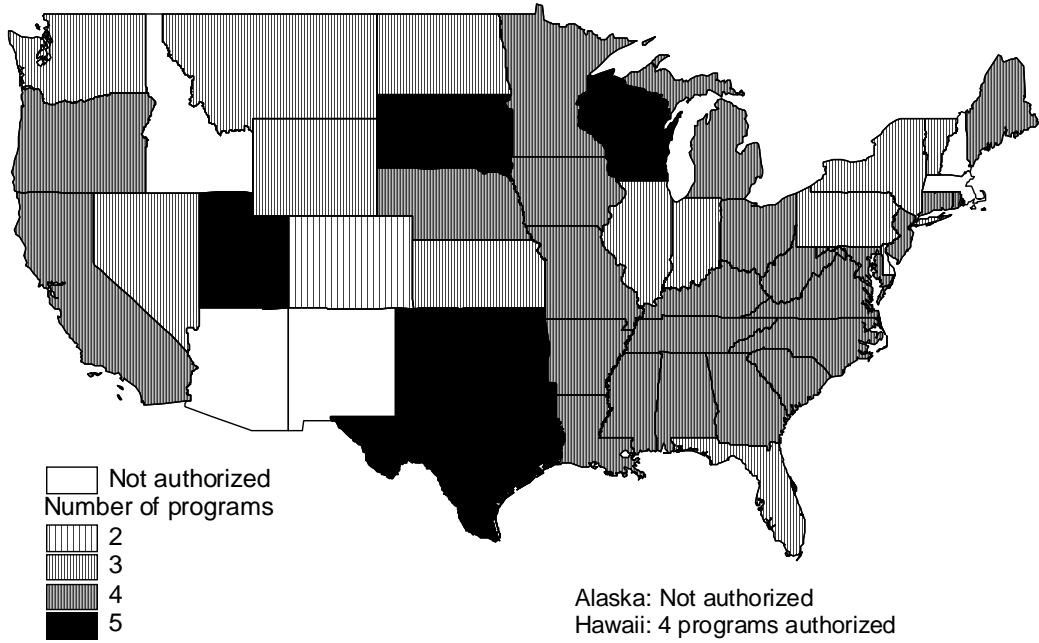 Not authorized
Number of programs
2
3
4
5
Alaska: Not authorized
Hawaii: 4 programs authorized